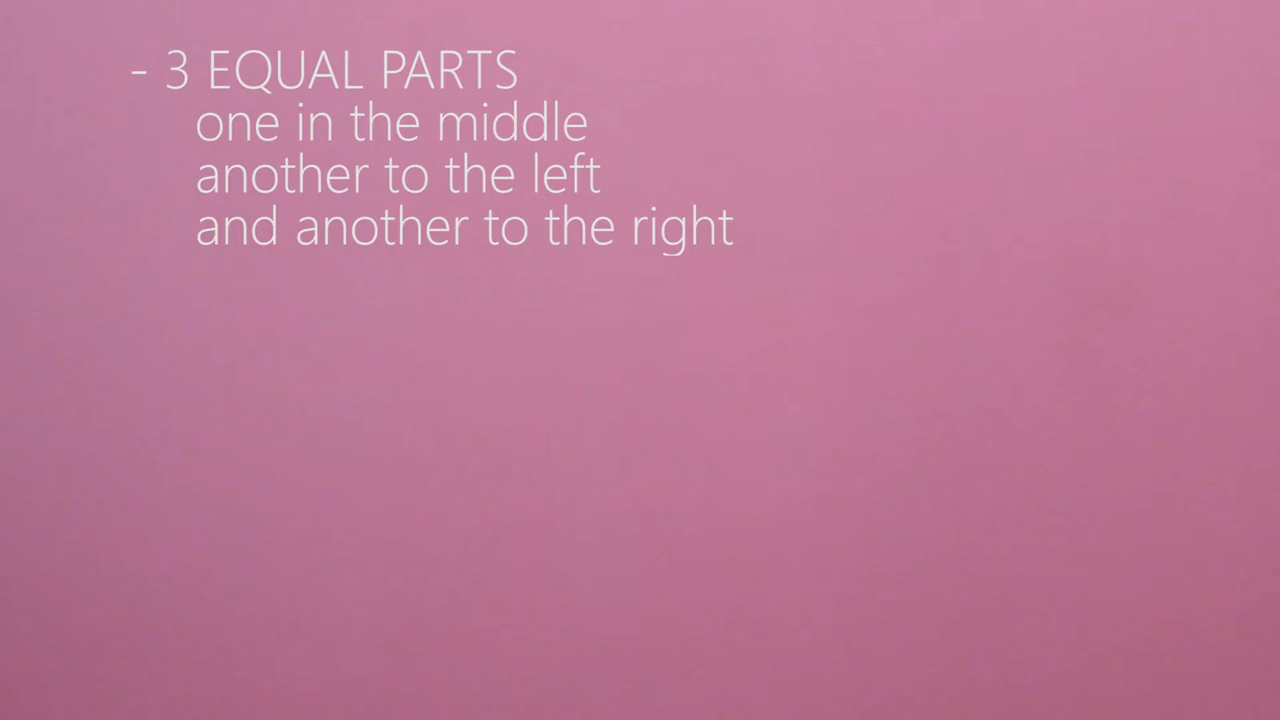 - 3 EQUAL PARTS
one in the middle
another to the left
and another to the right